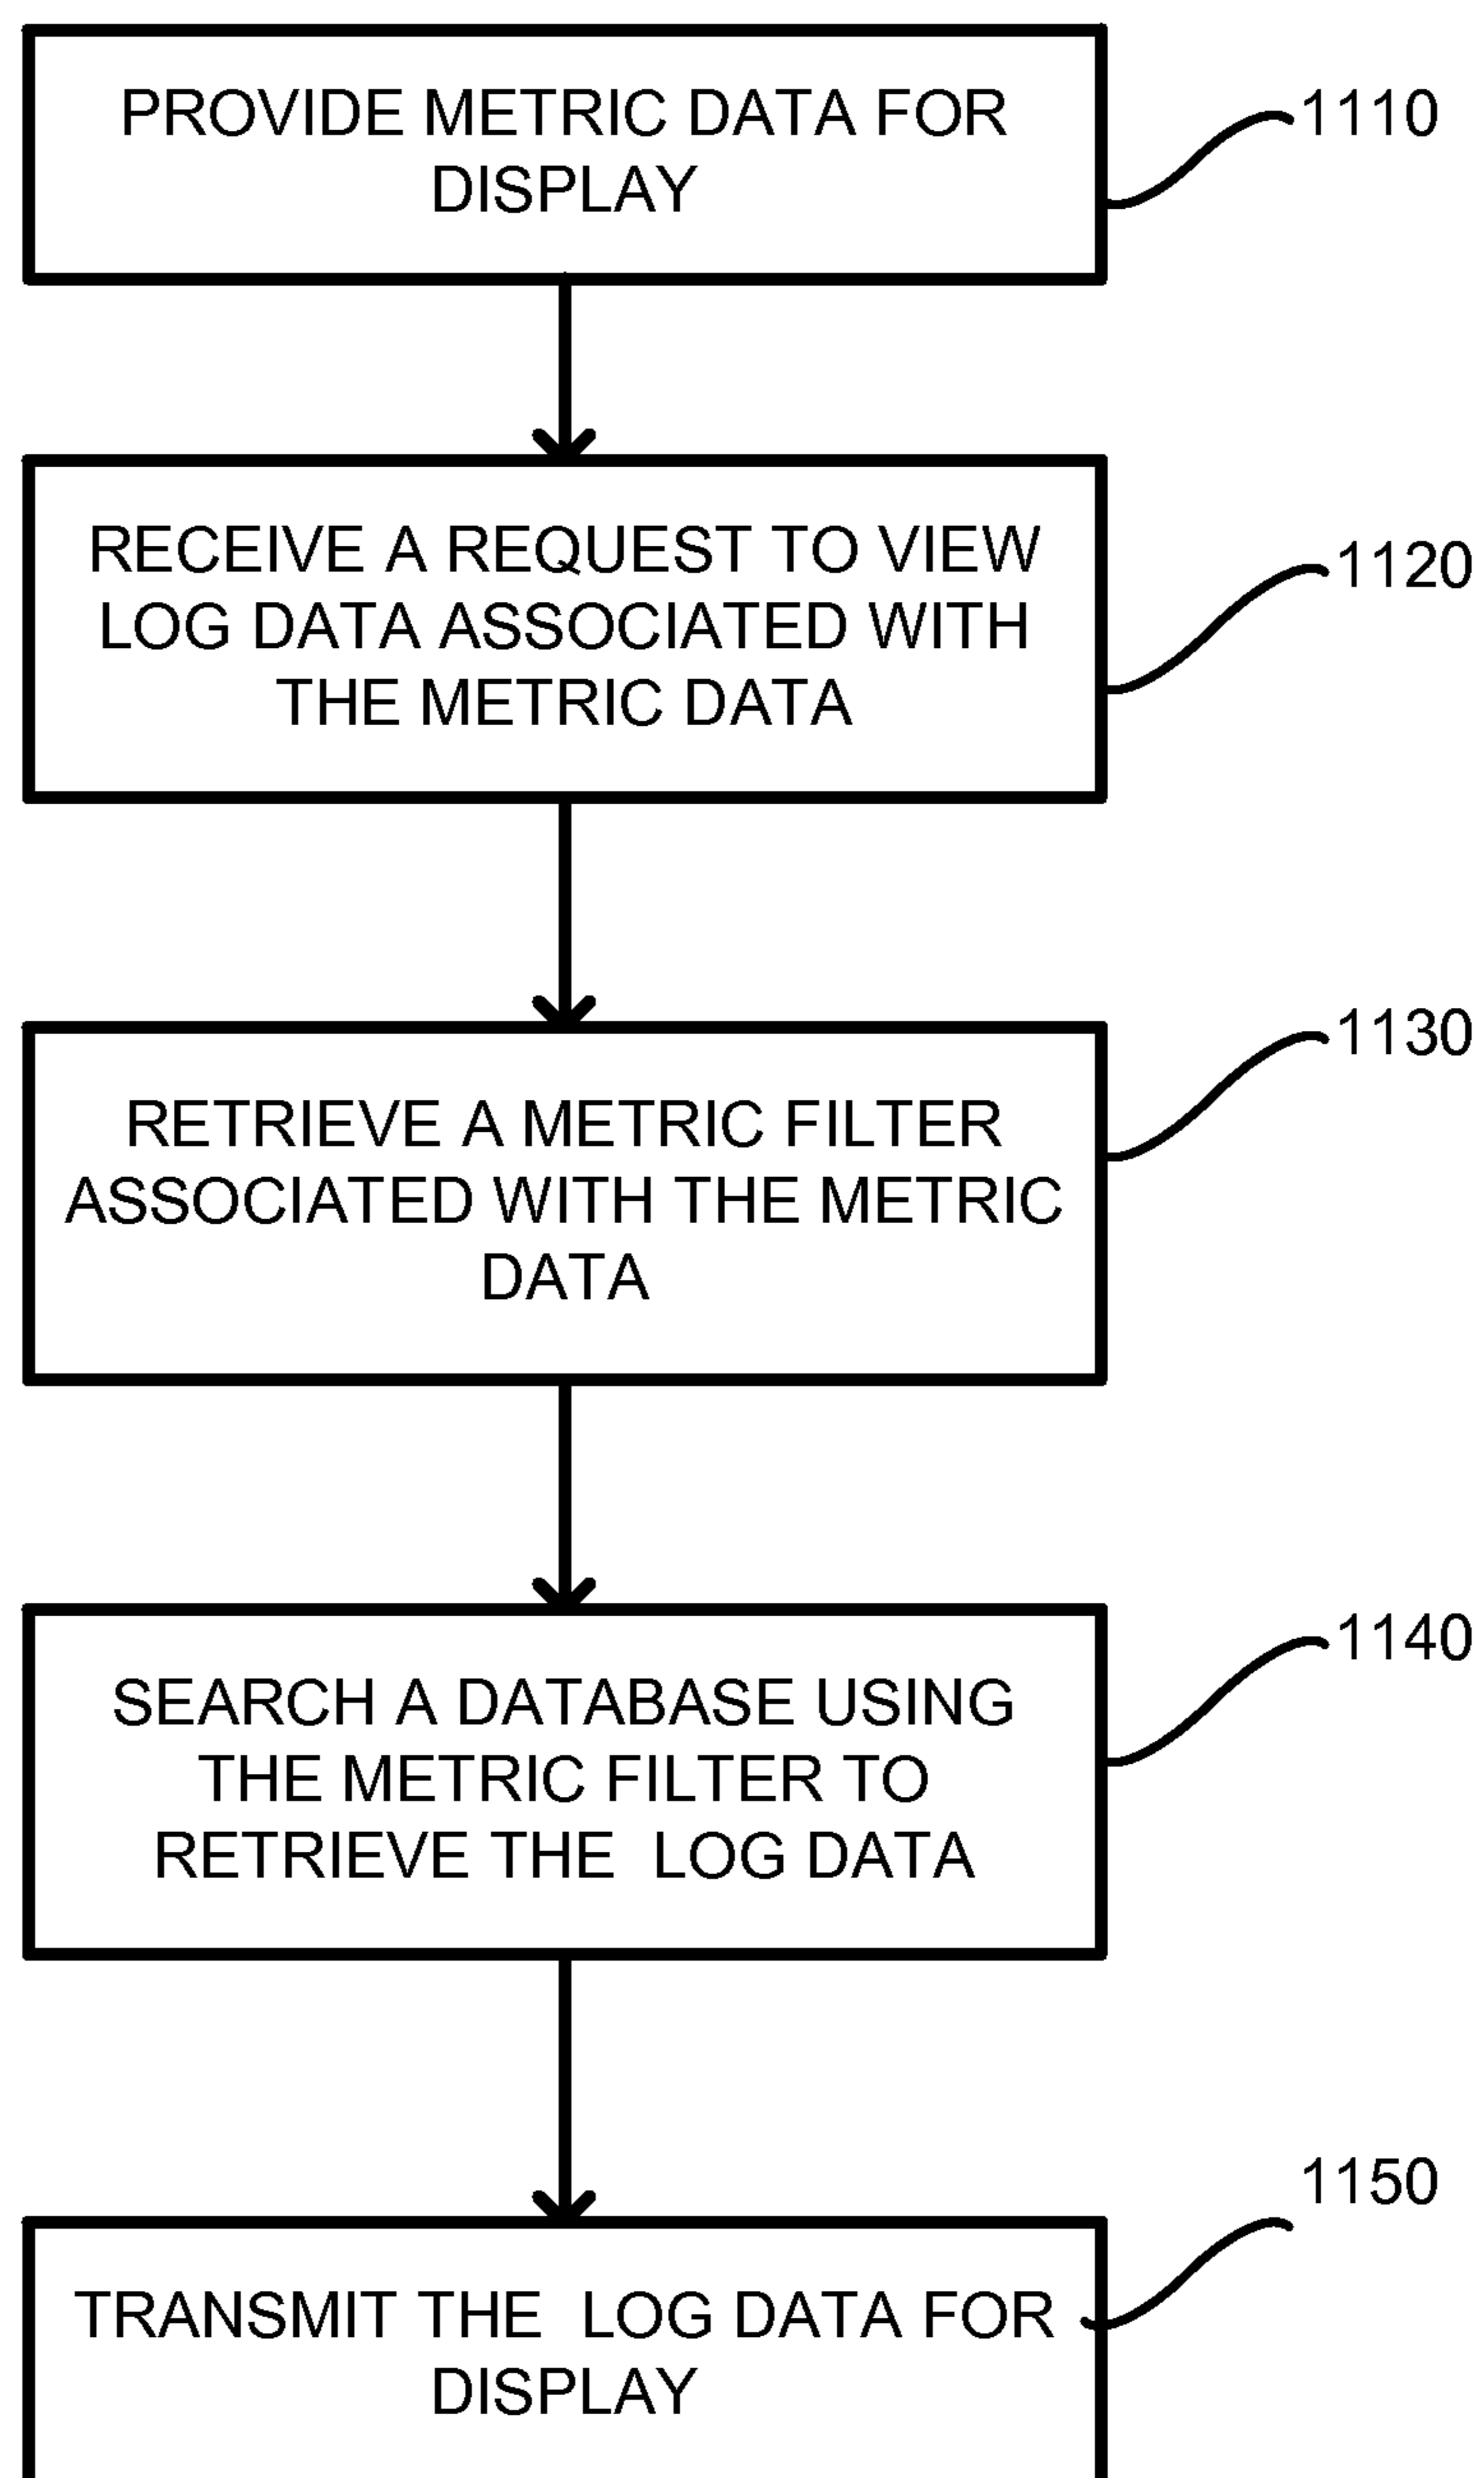 PROVIDE METRIC DATA FOR
DISPLAY
1110
RECEIVE A REQUEST TO VIEW
LOG DATA ASSOCIATED WITH
THE METRIC DATA
1120
RETRIEVE A METRIC FILTER
ASSOCIATED WITH THE METRIC
DATA
1130
SEARCH A DATABASE USING
THE METRIC FILTER TO
RETRIEVE THE LOG DATA
1140
TRANSMIT THE LOG DATA FOR
DISPLAY
1150